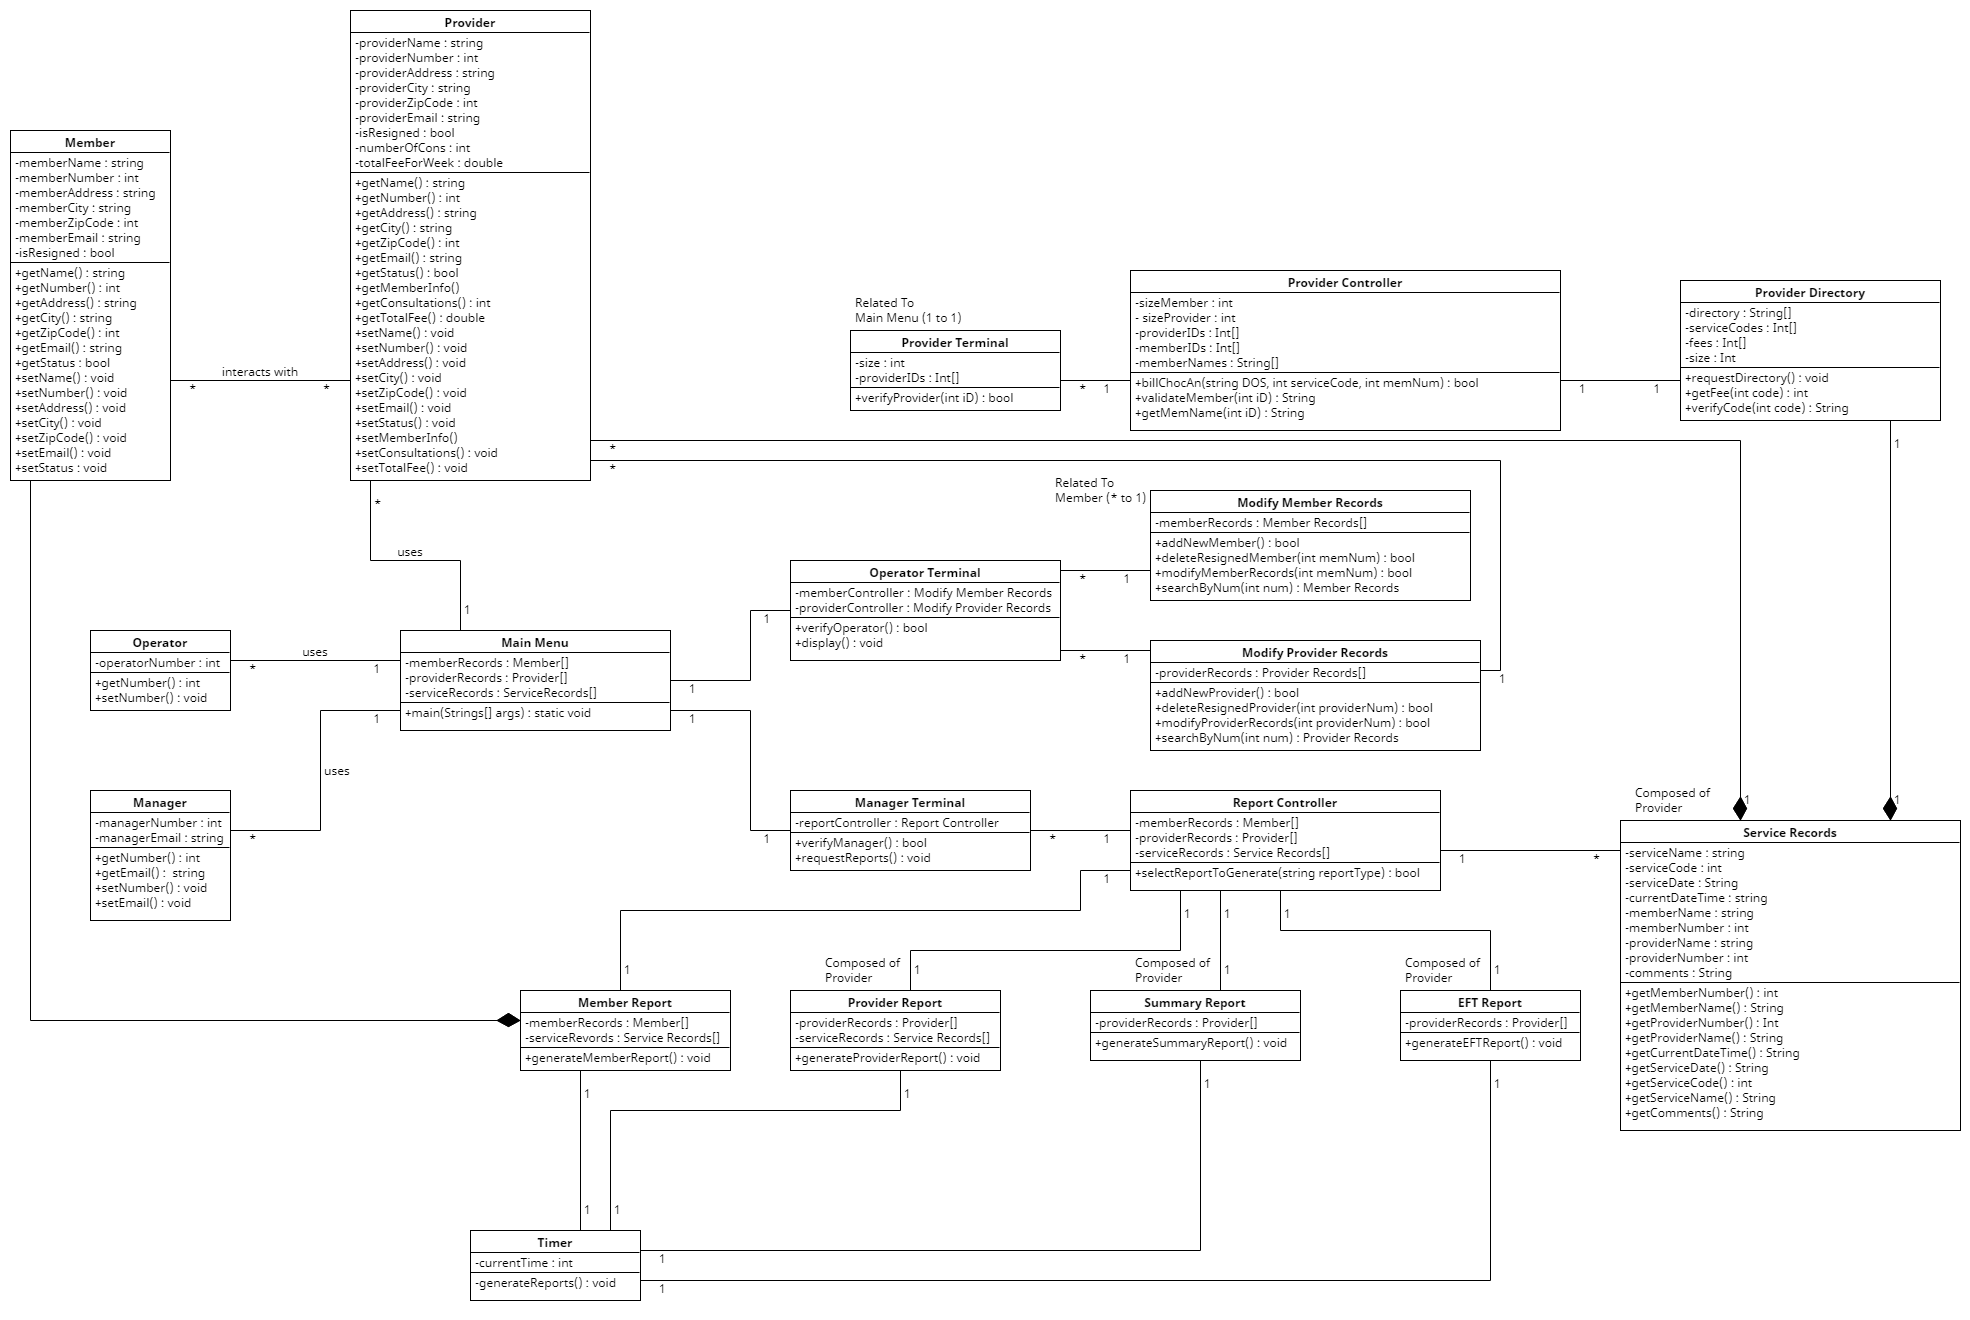 Provider
-providerName : string
-providerNumber : int
-providerAddress : string
-providerCity : string
-providerZipCode : int
-providerEmail : string
-isResigned : bool
-numberOfCons : int
-totalFeeForWeek : double
+getName() : string
+getNumber() : int
+getAddress() : string
+getCity() : string
+getZipCode() : int
+getEmail() : string
+getStatus() : bool
+getMemberInfo()
+getConsultations() : int
+getTotalFee() : double
+setName() : void
+setNumber() : void
+setAddress() : void
+setCity() : void
+setZipCode() : void
+setEmail() : void
+setStatus() : void
+setMemberInfo()
+setConsultations() : void
+setTotalFee() : void
Member
-memberName : string
-memberNumber : int
-memberAddress : string
-memberCity : string
-memberZipCode : int
-memberEmail : string
-isResigned : bool
+getName() : string
+getNumber() : int
+getAddress() : string
+getCity() : string
+getZipCode() : int
+getEmail() : string
+getStatus : bool
+setName() : void
+setNumber() : void
+setAddress() : void
+setCity() : void
+setZipCode() : void
+setEmail() : void
+setStatus : void
interacts with
* *
Related To
Main Menu (1 to 1)
Provider Terminal
-size : int
-providerIDs : Int[]
+verifyProvider(int iD) : bool
* 1
Provider Controller
-sizeMember : int
- sizeProvider : int
-providerIDs : Int[]
-memberIDs : Int[]
-memberNames : String[]
+billChocAn(string DOS, int serviceCode, int memNum) : bool
+validateMember(int iD) : String
+getMemName(int iD) : String
1 1
Provider Directory
-directory : String[]
-serviceCodes : Int[]
-fees : Int[]
-size : Int
+requestDirectory() : void
+getFee(int code) : int
+verifyCode(int code) : String
1
*
*
*
uses
1
Related To
Member (* to 1)
Modify Member Records
-memberRecords : Member Records[]
+addNewMember() : bool
+deleteResignedMember(int memNum) : bool
+modifyMemberRecords(int memNum) : bool
+searchByNum(int num) : Member Records
Operator Terminal
-memberController : Modify Member Records
-providerController : Modify Provider Records
+verifyOperator() : bool
+display() : void
* 1
* 1
1
Modify Provider Records
-providerRecords : Provider Records[]
+addNewProvider() : bool
+deleteResignedProvider(int providerNum) : bool
+modifyProviderRecords(int providerNum) : bool
+searchByNum(int num) : Provider Records
1
Operator
-operatorNumber : int
+getNumber() : int
+setNumber() : void
uses
* 1
Main Menu
-memberRecords : Member[]
-providerRecords : Provider[]
-serviceRecords : ServiceRecords[]
+main(Strings[] args) : static void
1
1
1
uses
Manager
-managerNumber : int
-managerEmail : string
+getNumber() : int
+getEmail() :  string
+setNumber() : void
+setEmail() : void
*
Manager Terminal
-reportController : Report Controller
+verifyManager() : bool
+requestReports() : void
1
* 1
Report Controller
-memberRecords : Member[]
-providerRecords : Provider[]
-serviceRecords : Service Records[]
+selectReportToGenerate(string reportType) : bool
1 *
1
1
1
1
Composed of
Provider
1
1
Service Records
-serviceName : string
-serviceCode : int
-serviceDate : String
-currentDateTime : string
-memberName : string
-memberNumber : int
-providerName : string
-providerNumber : int
-comments : String
+getMemberNumber() : int
+getMemberName() : String
+getProviderNumber() : Int
+getProviderName() : String
+getCurrentDateTime() : String
+getServiceDate() : String
+getServiceCode() : int
+getServiceName() : String
+getComments() : String
1
Member Report
-memberRecords : Member[]
-serviceRevords : Service Records[]
+generateMemberReport() : void
1
Composed of
Provider
1
Provider Report
-providerRecords : Provider[]
-serviceRecords : Service Records[]
+generateProviderReport() : void
1
Composed of
Provider
1
Summary Report
-providerRecords : Provider[]
+generateSummaryReport() : void
1
Composed of
Provider
1
EFT Report
-providerRecords : Provider[]
+generateEFTReport() : void
1
1 1
Timer
-currentTime : int
-generateReports() : void
1
1